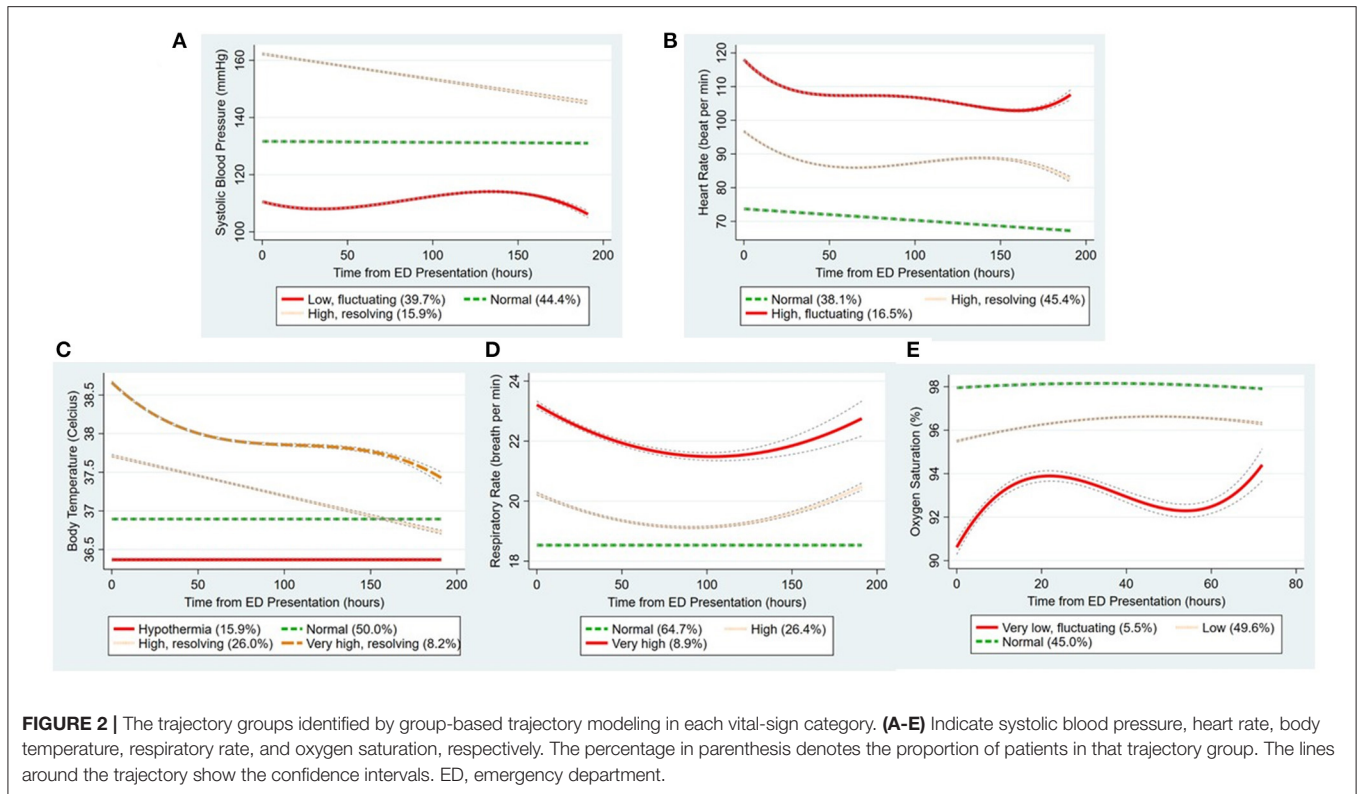 A
Systolic Blood Pressure (mmHg)
160
140
120
100
0 50 100 150 200
Time from ED Presentation (hours)
Low, fluctuating (39.7%) Normal (44.4%)
High, resolving (15.9%)
B
Heart Rate (beat per min)
120
110
100
90
80
70
0 50 100 150 200
Time from ED Presentation (hours)
Normal (38.1%) High, resolving (45.4%)
High, fluctuating (16.5%)
C
Body Temperature (Celcius)
38.5
38
37.5
37
36.5
0 50 100 150 200
Time from ED Presentation (hours)
Hypothermia (15.9%) Normal (50.0%)
High, resolving (26.0%) Very high, resolving (8.2%)
D
Respiratory Rate (breath per min)
24
22
20
18
0 50 100 150 200
Time from ED Presentation (hours)
Normal (64.7%) High (26.4%)
Very high (8.9%)
E
Oxygen Saturation (%)
98
96
94
92
90
0 20 40 60 80
Time from ED Presentation (hours)
Very low, fluctuating (5.5%) Low (49.6%)
Normal (45.0%)
FIGURE 2 | The trajectory groups identified by group-based trajectory modeling in each vital-sign category. (A-E) Indicate systolic blood pressure, heart rate, body
temperature, respiratory rate, and oxygen saturation, respectively. The percentage in parenthesis denotes the proportion of patients in that trajectory group. The lines
around the trajectory show the confidence intervals. ED, emergency department.